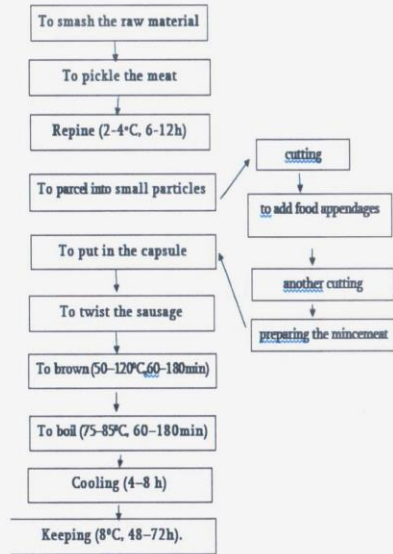 To smash the raw material
To pickle the meat
Repine (2-4°C, 6-12h)
To parcel into small particles
cutting
to add food appendages
another cutting
preparing the mincemeat
To put in the capsule
To twist the sausage
To brown (50–120°C,60–180min)
To boil (75–85°C, 60–180min)
Cooling (4–8 h)
Keeping (8°C, 48–72h).